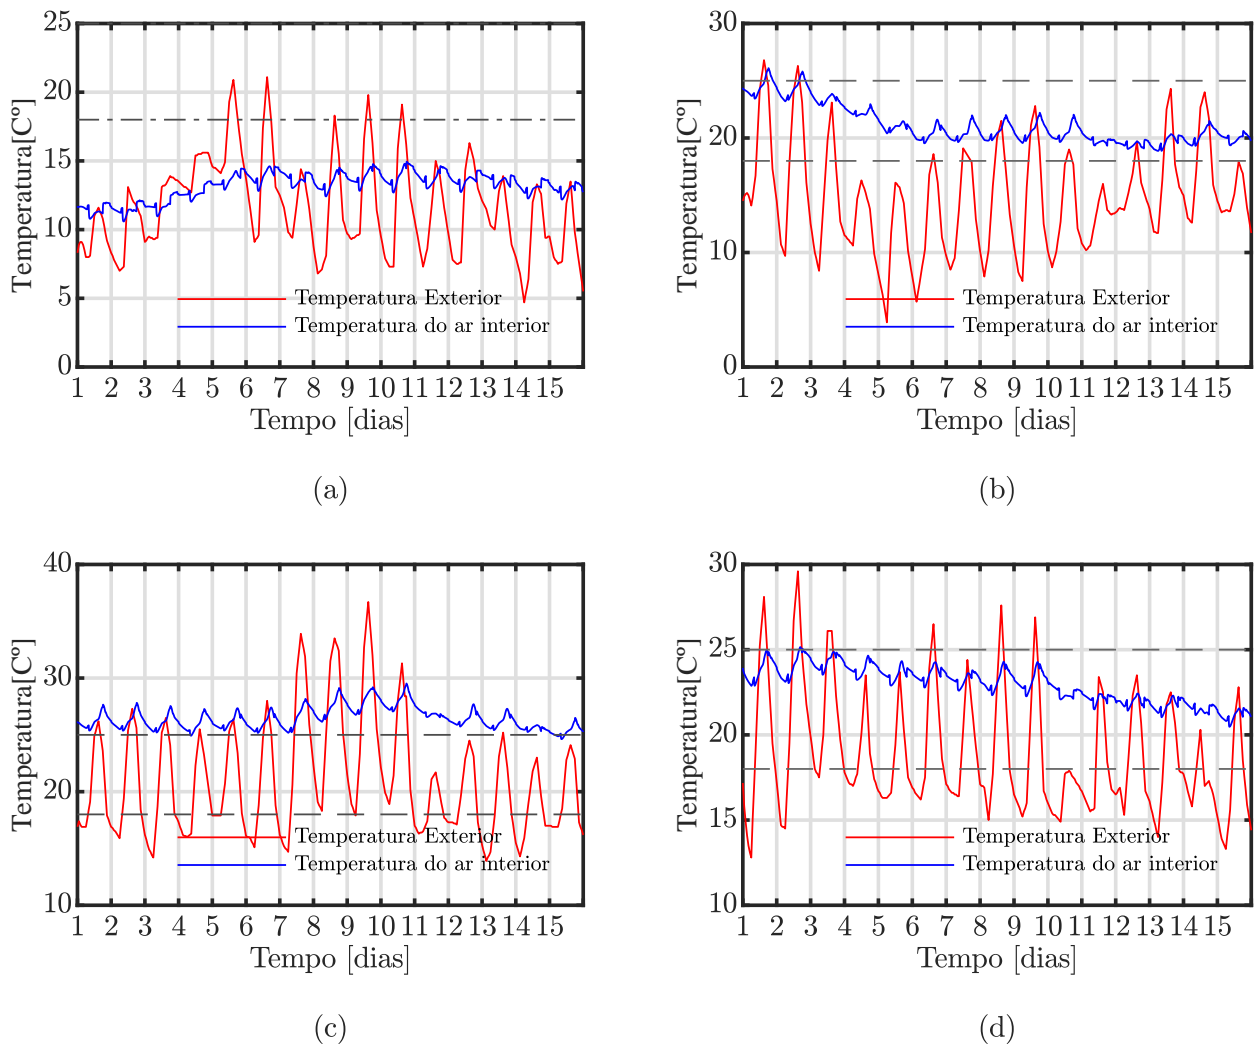 25
20
15
10
5
0
Temperatura[Cº]
Temperatura Exterior
Temperatura do ar interior
1 2 3 4 5 6 7 8 9 10 11 12 13 14 15
Tempo [dias]
(a)
30
20
10
0
Temperatura[Cº]
Temperatura Exterior
Temperatura do ar interior
1 2 3 4 5 6 7 8 9 10 11 12 13 14 15
Tempo [dias]
(b)
40
30
20
10
Temperatura[Cº]
Temperatura Exterior
Temperatura do ar interior
1 2 3 4 5 6 7 8 9 10 11 12 13 14 15
Tempo [dias]
(c)
30
25
20
15
10
Temperatura[Cº]
Temperatura Exterior
Temperatura do ar interior
1 2 3 4 5 6 7 8 9 10 11 12 13 14 15
Tempo [dias]
(d)